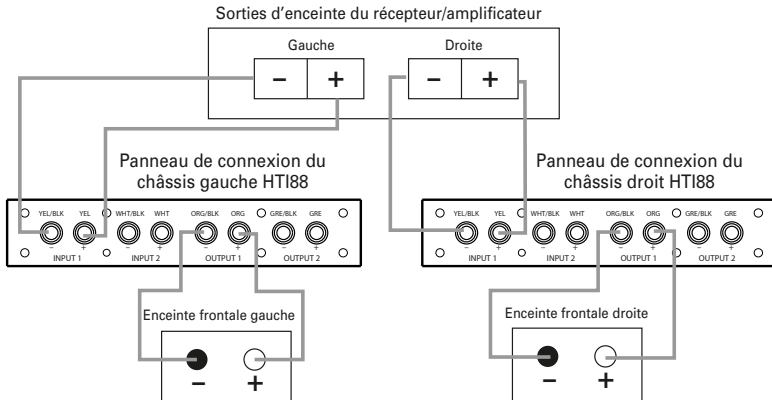 Sorties d'enceinte du récepteur/amplificateur
Gauche
Droite
– +
– +
Panneau de connexion du
châssis gauche HTI88
Panneau de connexion du
châssis droit HTI88
YEL/BLK YEL WHT/BLK WHT ORG/BLK ORG GRE/BLK GRE
– + – + – + – +
INPUT 1 INPUT 2 OUTPUT 1 OUTPUT 2
YEL/BLK YEL WHT/BLK WHT ORG/BLK ORG GRE/BLK GRE
– + – + – + – +
INPUT 1 INPUT 2 OUTPUT 1 OUTPUT 2
Enceinte frontale gauche
– +
Enceinte frontale droite
– +